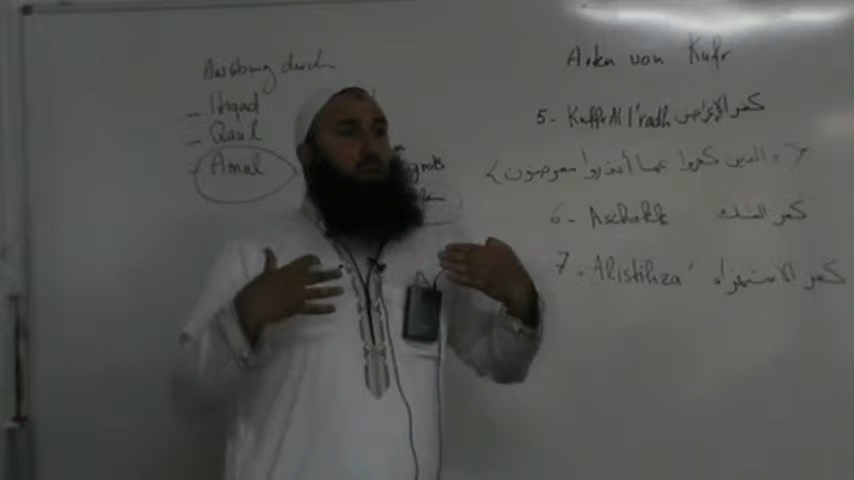 Ausübung durch
- I'tiqad
- Qaul
- Amal
Arten von Kufr
5- Kuffr Al I'radh كفر الإعراض
﴿والذين كفروا عما أنذروا معرضون﴾
6- Aschakk كفر الشك
7- Alistihza' كفر الاستهزاء